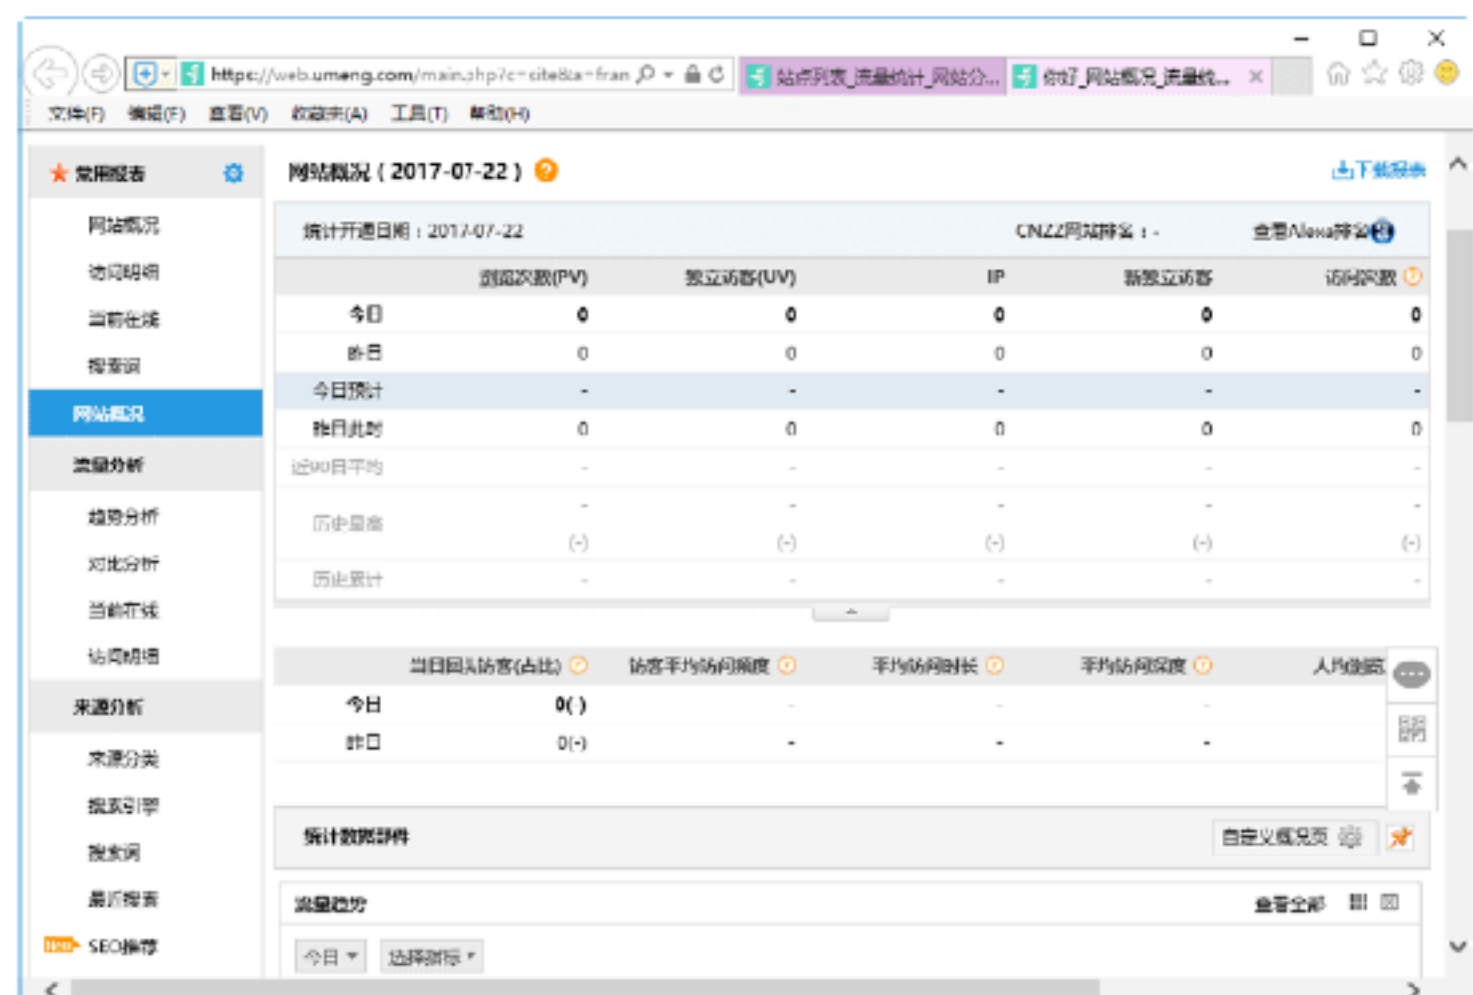 https://web.umeng.com/main.php?c=site&a=fran
站点列表_流量统计_网站分...
你好_网站概况_流量统...
文件(F) 编辑(E) 查看(V) 收藏夹(A) 工具(T) 帮助(H)
常用报表
网站概况
访问明细
当前在线
搜索词
网站概况
流量分析
趋势分析
对比分析
当前在线
访问明细
来源分析
来源分类
搜索引擎
搜索词
最近搜索
New SEO推荐
网站概况 ( 2017-07-22 )
下载报表
统计开通日期：2017-07-22 CNZZ网站排名：- 查看Alexa排名
浏览次数(PV) 独立访客(UV) IP 新独立访客 访问次数
今日 0 0 0 0 0
昨日 0 0 0 0 0
今日预计 - - - - -
昨日此时 0 0 0 0 0
近90日平均 - - - - -
历史最高 - - - - -
(-) (-) (-) (-) (-)
历史累计 - - - - -
当日回头访客(占比) 访客平均访问频度 平均访问时长 平均访问深度 人均浏览
今日 0(-) - - -
昨日 0(-) - - -
统计数据部件
自定义概况页
流量趋势
查看全部
今日 选择指标